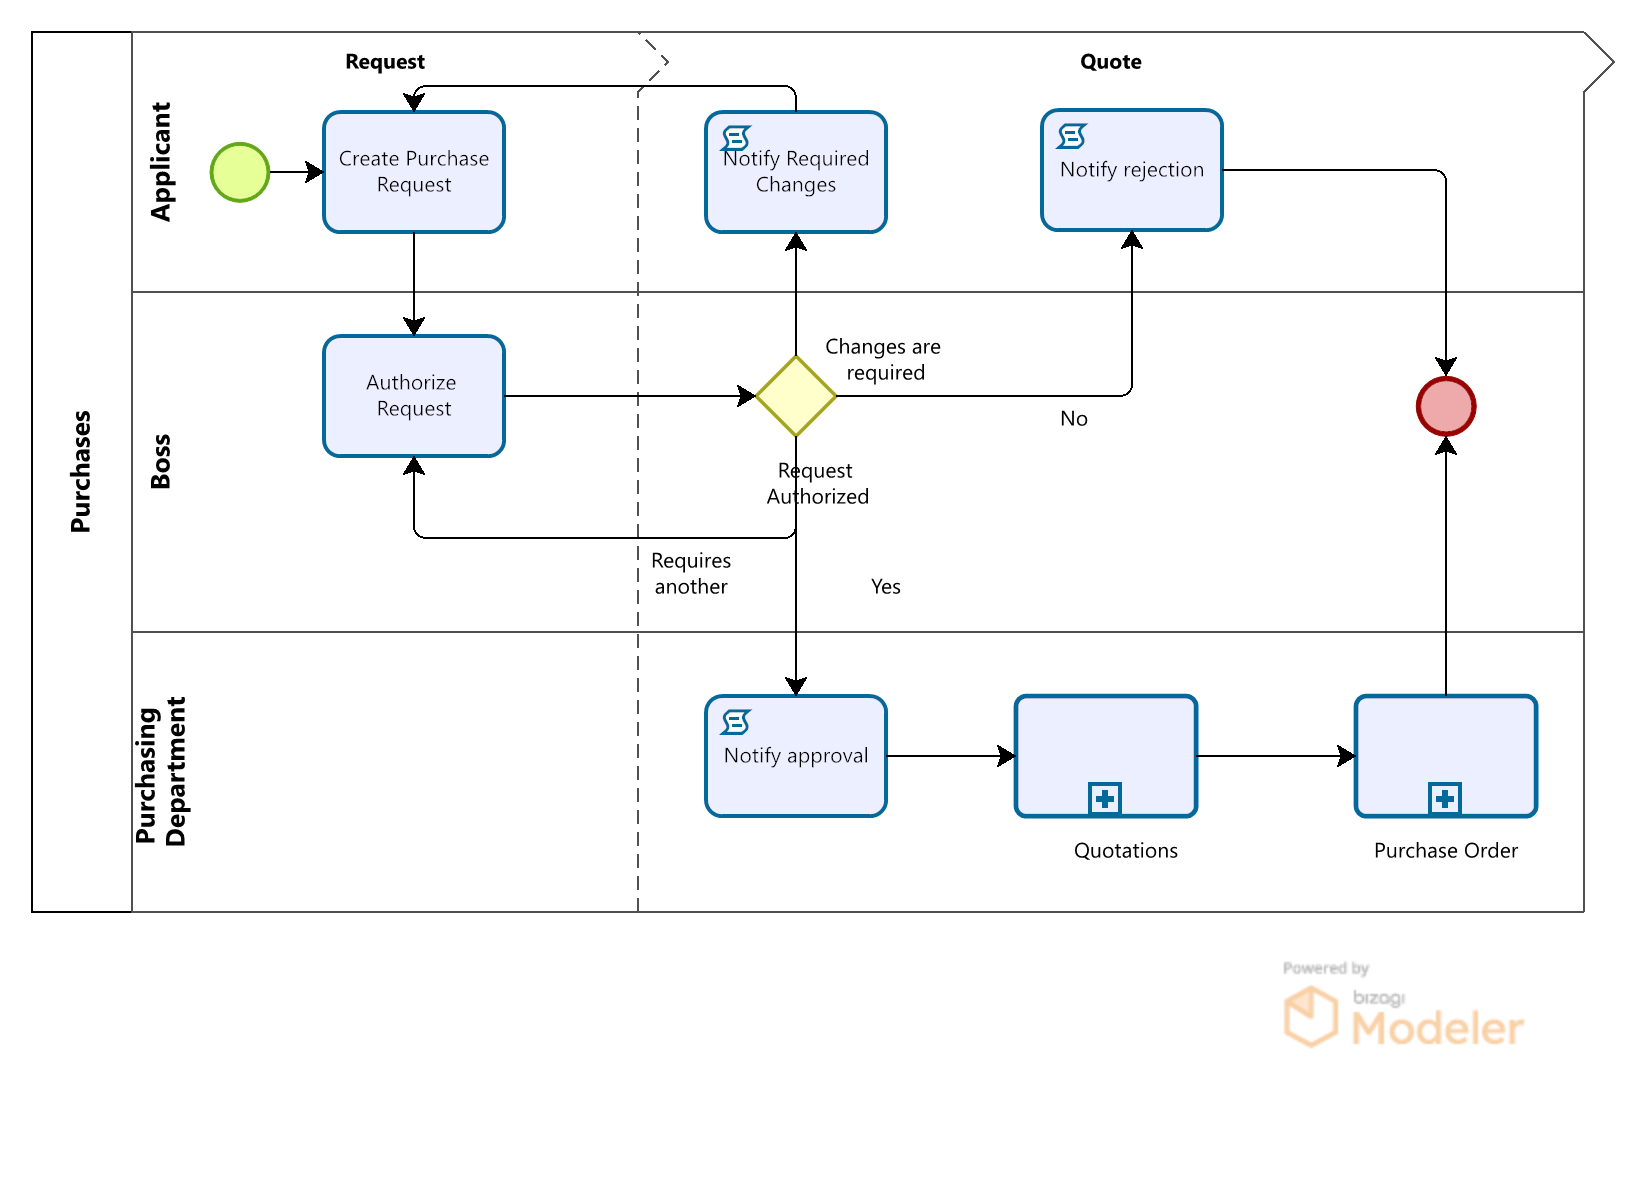 Request
Quote
Purchases
Applicant
Create Purchase
Request
Notify Required
Changes
Notify rejection
Boss
Authorize
Request
Changes are
required
No
Request
Authorized
Requires
another
Yes
Purchasing
Department
Notify approval
Quotations
Purchase Order
Powered by
bizagi
Modeler